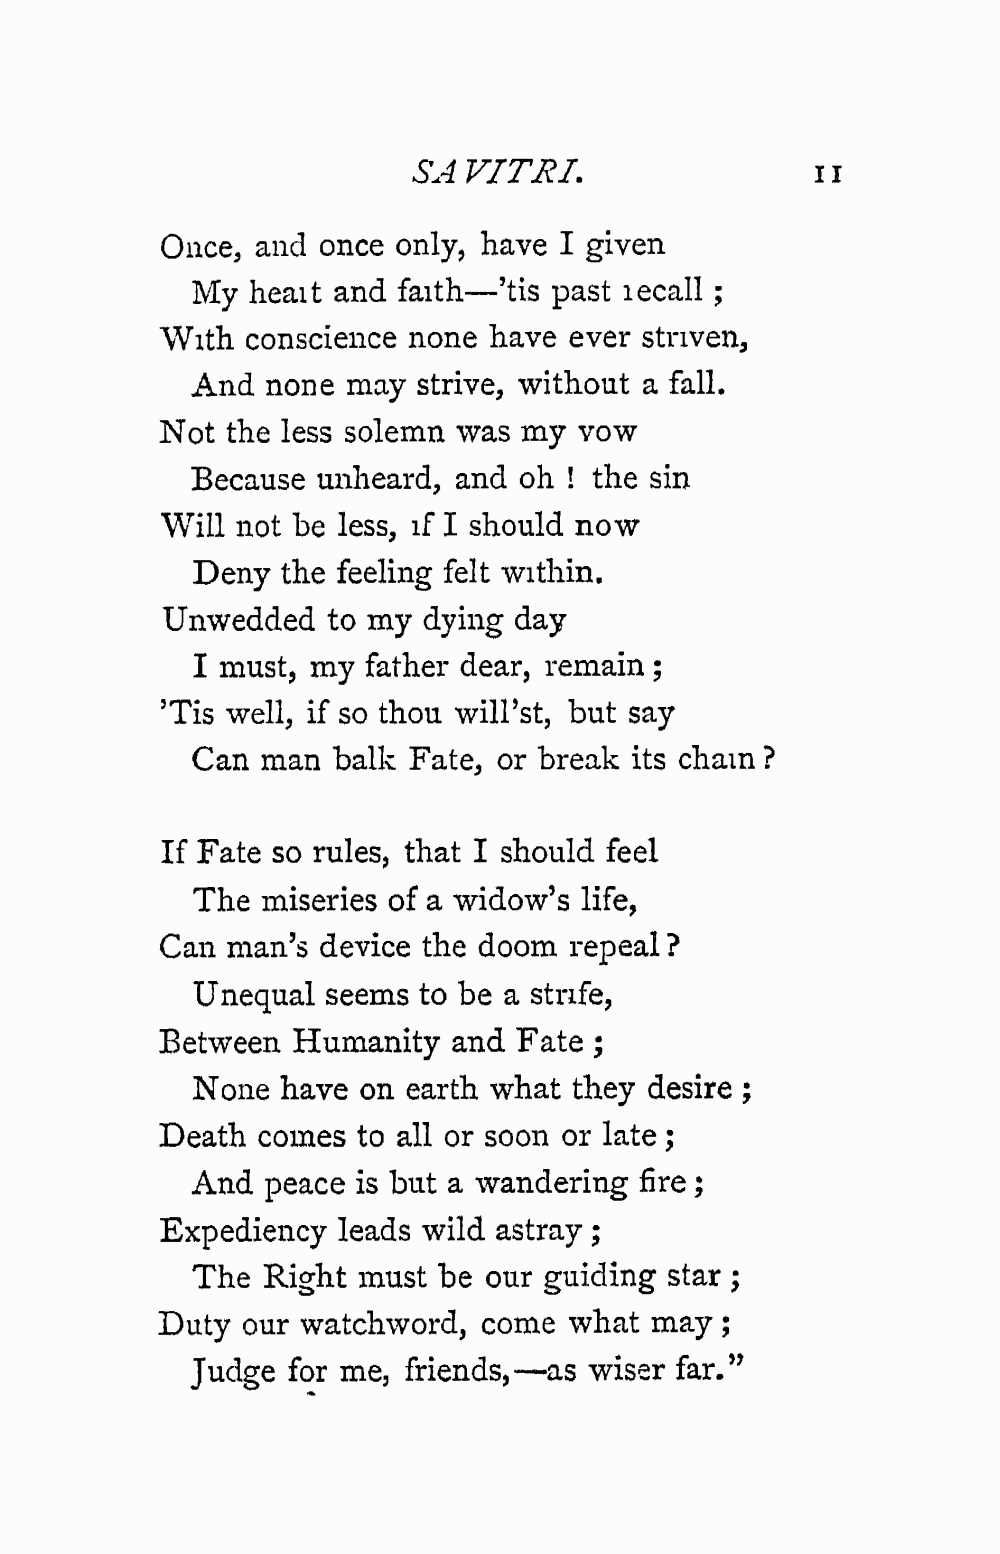 SAVITRI. 11
Once, and once only, have I given
My heart and faith—'tis past recall ;
With conscience none have ever striven,
And none may strive, without a fall.
Not the less solemn was my vow
Because unheard, and oh ! the sin
Will not be less, if I should now
Deny the feeling felt within.
Unwedded to my dying day
I must, my father dear, remain ;
'Tis well, if so thou will'st, but say
Can man balk Fate, or break its chain ?
If Fate so rules, that I should feel
The miseries of a widow's life,
Can man's device the doom repeal ?
Unequal seems to be a strife,
Between Humanity and Fate ;
None have on earth what they desire ;
Death comes to all or soon or late ;
And peace is but a wandering fire ;
Expediency leads wild astray ;
The Right must be our guiding star ;
Duty our watchword, come what may ;
Judge for me, friends,—as wiser far."